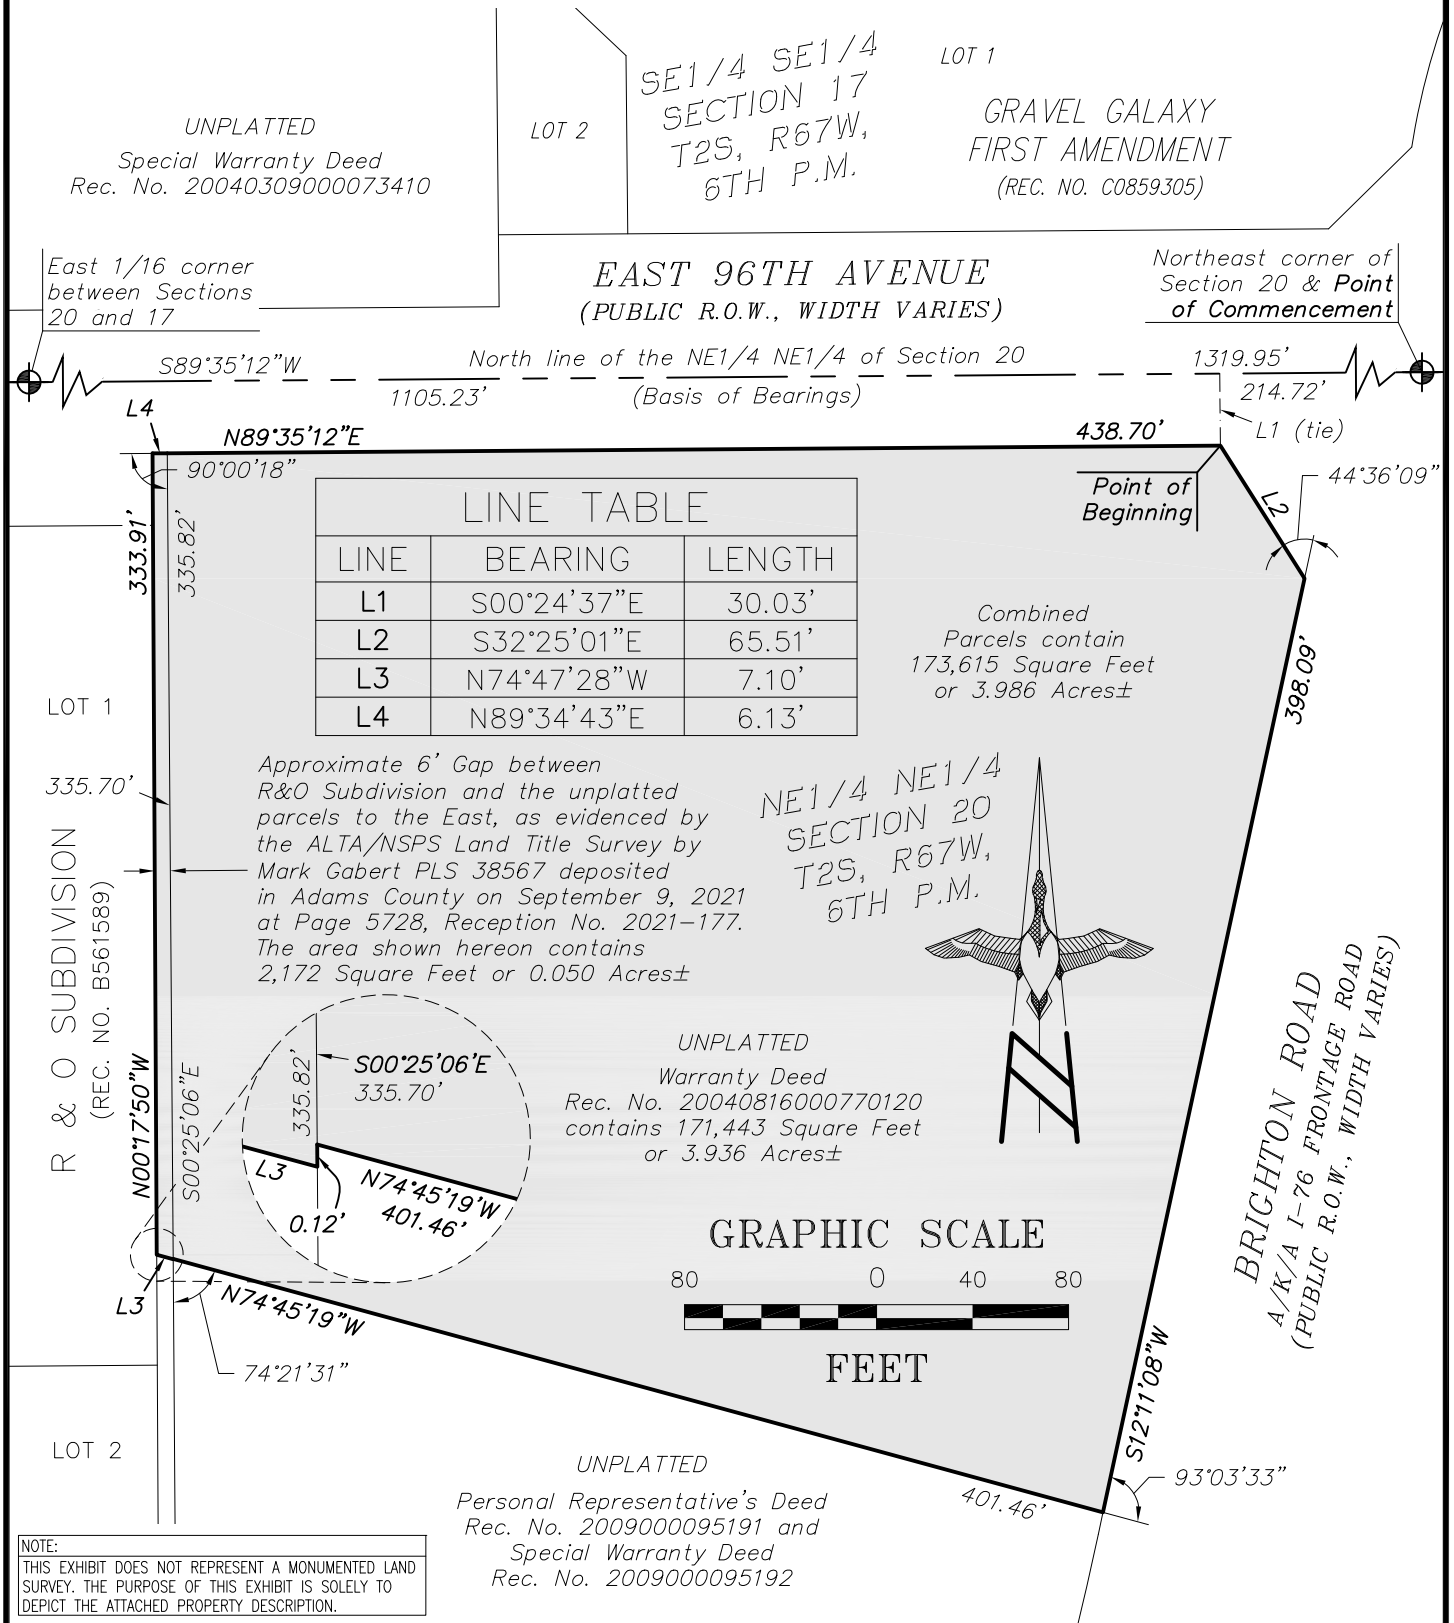 SE1/4 SE1/4
SECTION 17
T2S, R67W,
6TH P.M.
LOT 1
GRAVEL GALAXY
FIRST AMENDMENT
(REC. NO. C0859305)
UNPLATTED
Special Warranty Deed
Rec. No. 20040309000073410
LOT 2
East 1/16 corner
between Sections
20 and 17
EAST 96TH AVENUE
(PUBLIC R.O.W., WIDTH VARIES)
Northeast corner of
Section 20 & Point
of Commencement
S89°35'12"W
North line of the NE1/4 NE1/4 of Section 20
1319.95'
1105.23'
(Basis of Bearings)
214.72'
L4
L1 (tie)
N89°35'12"E
438.70'
90°00'18"
Point of
Beginning
L2
44°36'09"
333.91'
335.82'
LINE TABLE
LINE BEARING LENGTH
L1 S00°24'37"E 30.03'
L2 S32°25'01"E 65.51'
L3 N74°47'28"W 7.10'
L4 N89°34'43"E 6.13'
Combined
Parcels contain
173,615 Square Feet
or 3.986 Acres±
398.09'
LOT 1
335.70'
Approximate 6' Gap between
R&O Subdivision and the unplatted
parcels to the East, as evidenced by
the ALTA/NSPS Land Title Survey by
Mark Gabert PLS 38567 deposited
in Adams County on September 9, 2021
at Page 5728, Reception No. 2021-177.
The area shown hereon contains
2,172 Square Feet or 0.050 Acres±
NE1/4 NE1/4
SECTION 20
T2S, R67W,
6TH P.M.
R & O SUBDIVISION
(REC. NO. B561589)
N00°17'50"W
S00°25'06"E
335.82'
S00°25'06"E
335.70'
L3
N74°45'19"W
401.46'
0.12'
UNPLATTED
Warranty Deed
Rec. No. 20040816000770120
contains 171,443 Square Feet
or 3.936 Acres±
N
BRIGHTON ROAD
A/K/A I-76 FRONTAGE ROAD
(PUBLIC R.O.W., WIDTH VARIES)
GRAPHIC SCALE
80 0 40 80
FEET
L3
N74°45'19"W
74°21'31"
S12°11'08"W
93°03'33"
401.46'
LOT 2
UNPLATTED
Personal Representative's Deed
Rec. No. 2009000095191 and
Special Warranty Deed
Rec. No. 2009000095192
NOTE:
THIS EXHIBIT DOES NOT REPRESENT A MONUMENTED LAND
SURVEY. THE PURPOSE OF THIS EXHIBIT IS SOLELY TO
DEPICT THE ATTACHED PROPERTY DESCRIPTION.